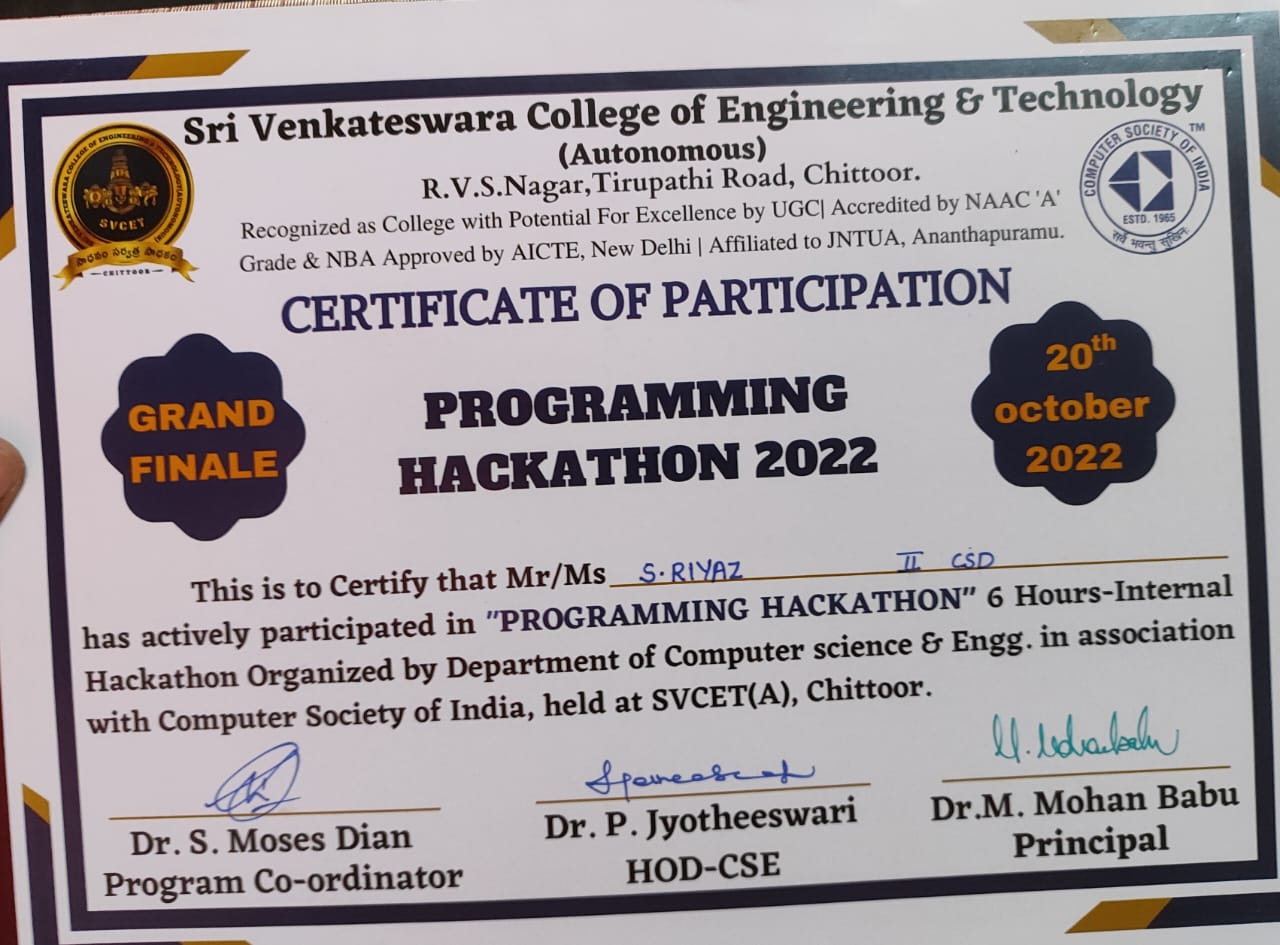 Sri Venkateswara College of Engineering & Technology
(Autonomous)
R.V.S.Nagar,Tirupathi Road, Chittoor.
Recognized as College with Potential For Excellence by UGC| Accredited by NAAC 'A'
Grade & NBA Approved by AICTE, New Delhi | Affiliated to JNTUA, Ananthapuramu.
SVCET
CHITTOOR
COMPUTER SOCIETY OF INDIA TM
ESTD. 1965
सर्वे भवन्तु सुखिनः
CERTIFICATE OF PARTICIPATION
GRAND
FINALE
PROGRAMMING
HACKATHON 2022
20th
october
2022
This is to Certify that Mr/Ms S.RIYAZ II CSD
has actively participated in "PROGRAMMING HACKATHON" 6 Hours-Internal
Hackathon Organized by Department of Computer science & Engg. in association
with Computer Society of India, held at SVCET(A), Chittoor.
Dr. S. Moses Dian
Program Co-ordinator
Dr. P. Jyotheeswari
HOD-CSE
Dr.M. Mohan Babu
Principal